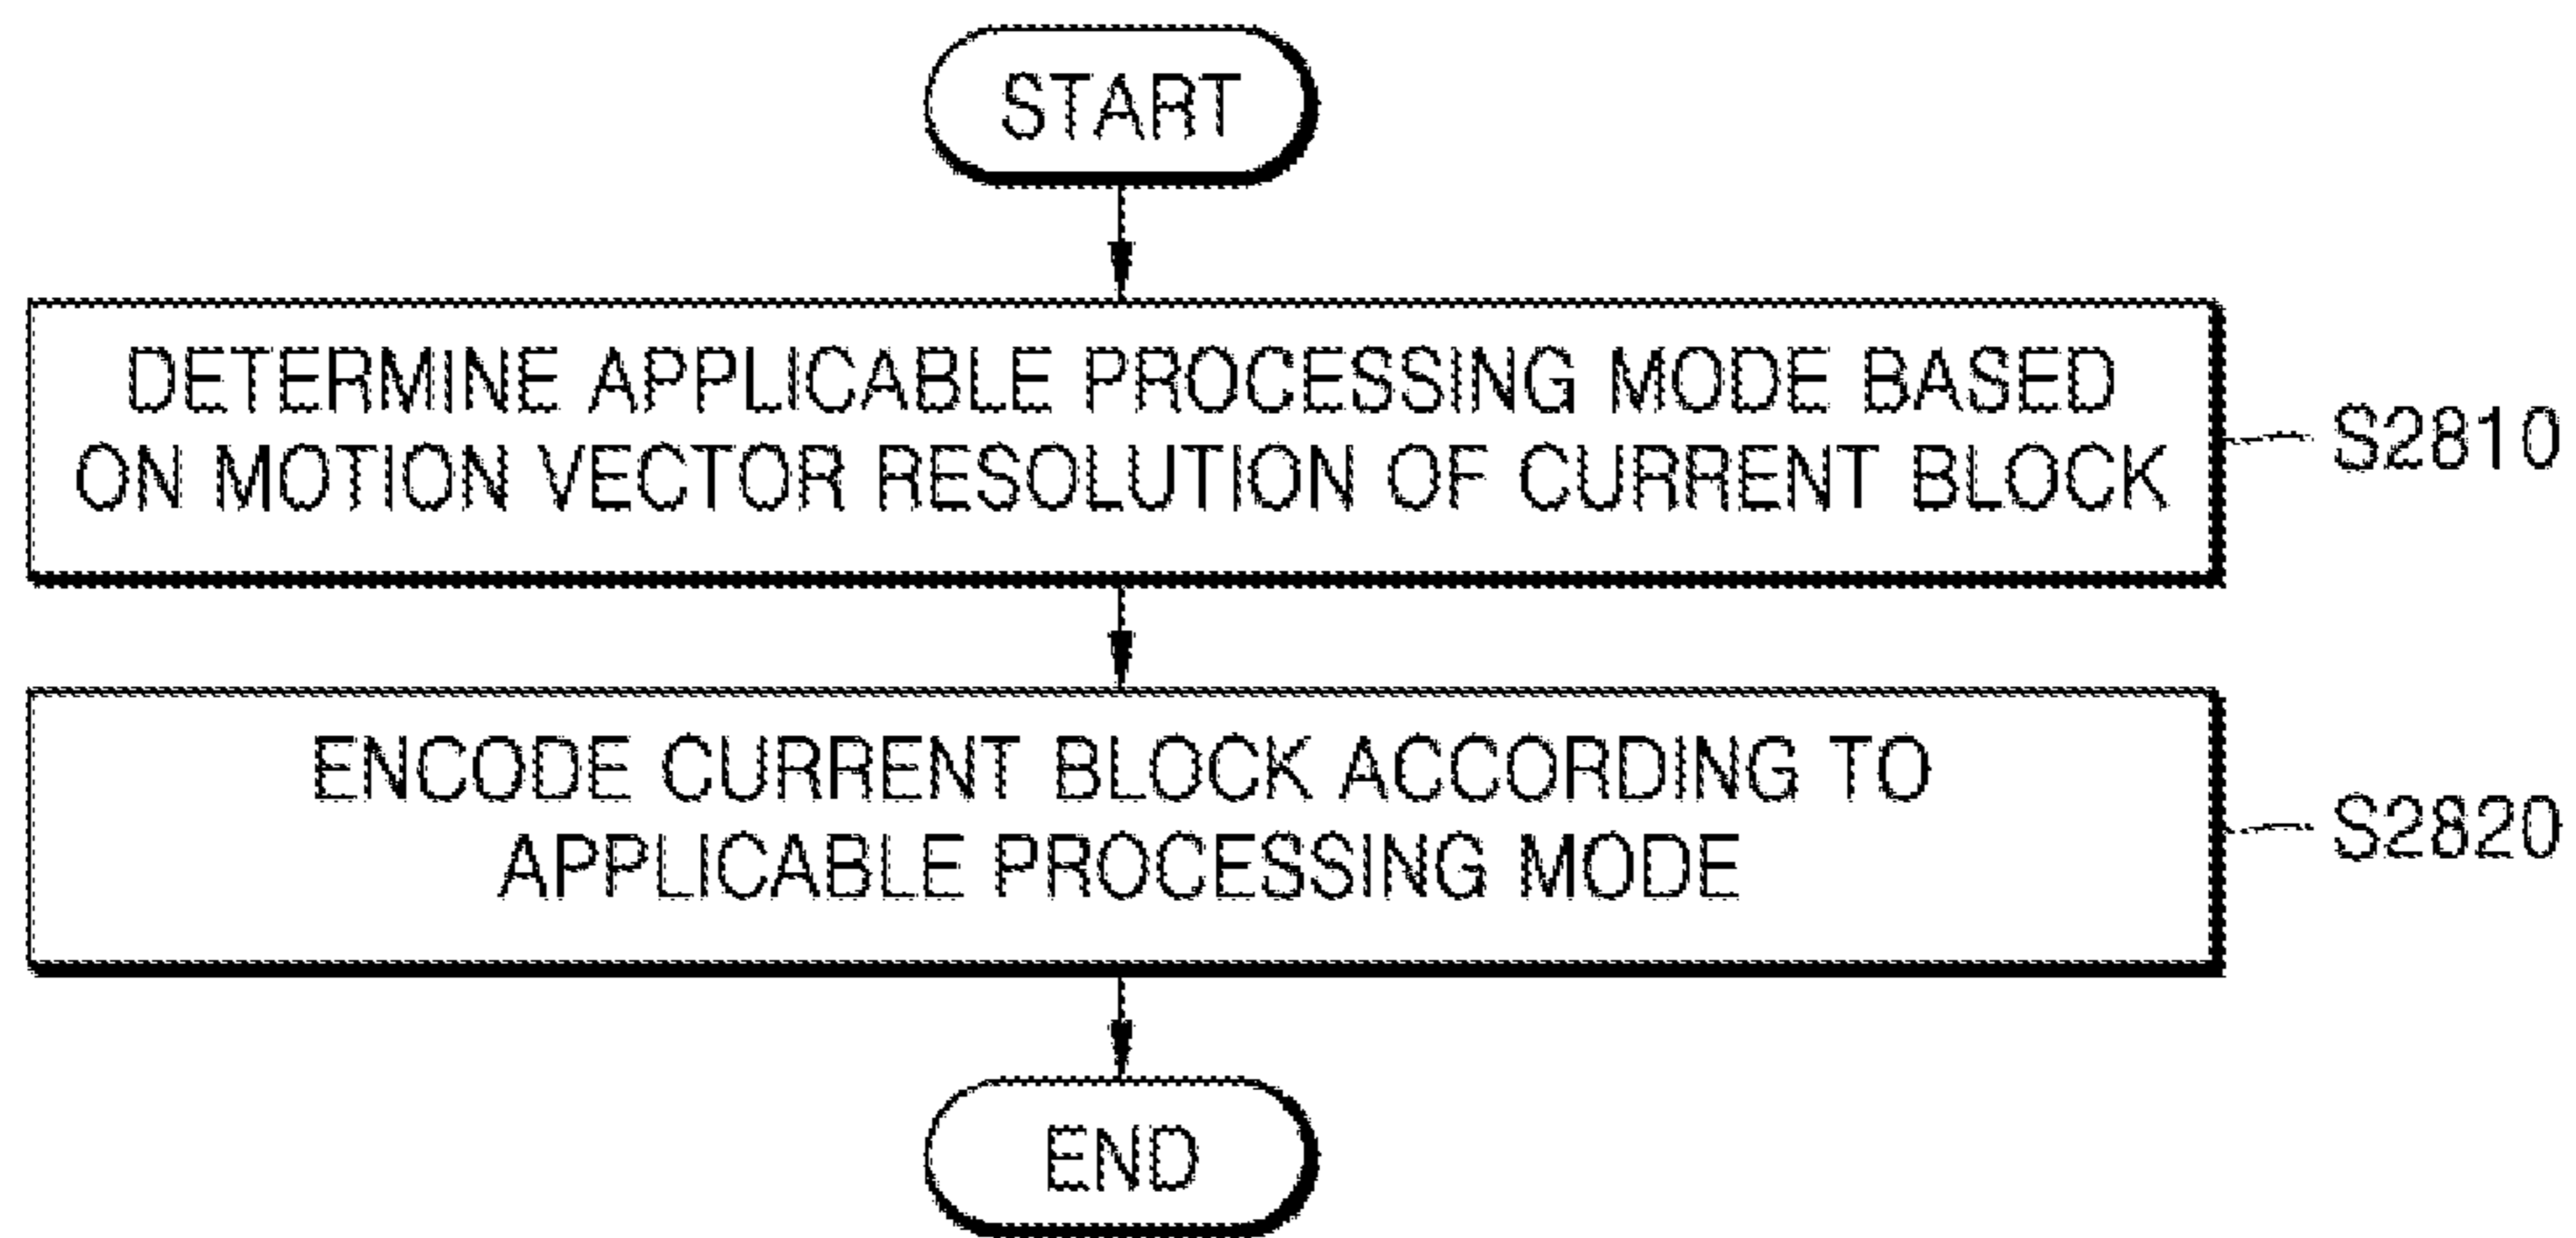 START
DETERMINE APPLICABLE PROCESSING MODE BASED
ON MOTION VECTOR RESOLUTION OF CURRENT BLOCK
S2810
ENCODE CURRENT BLOCK ACCORDING TO
APPLICABLE PROCESSING MODE
S2820
END